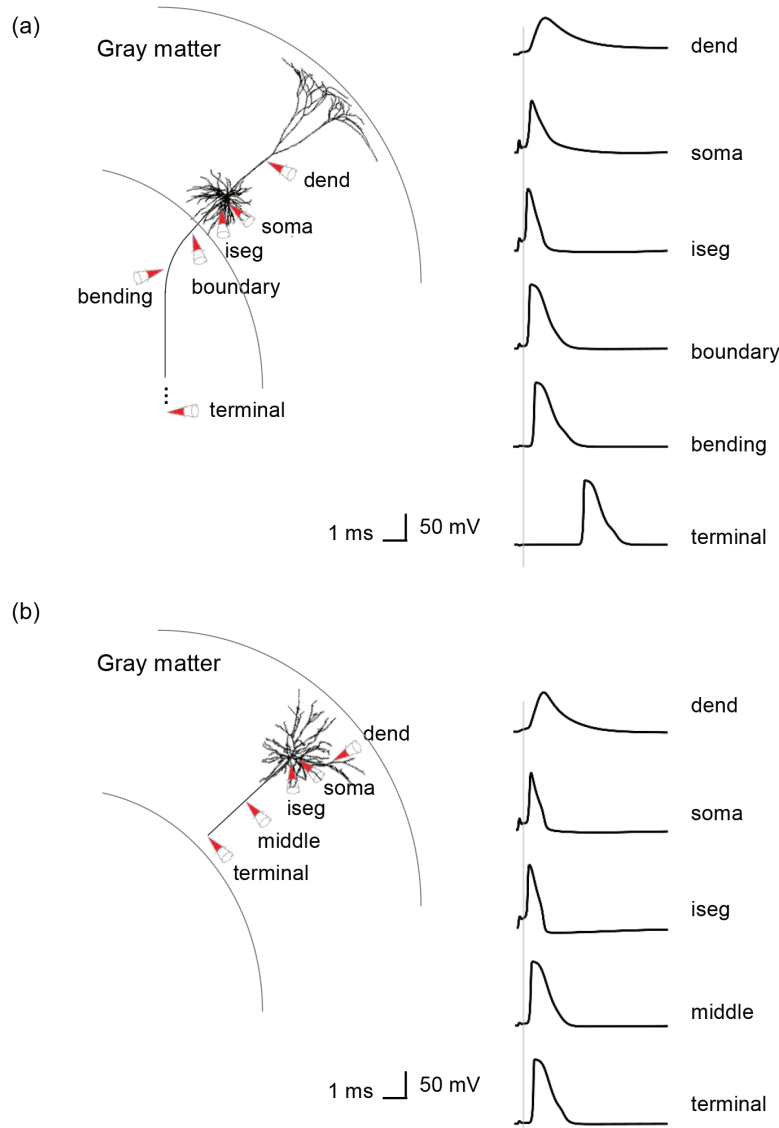 (a)
Gray matter
dend
soma
iseg
boundary
bending
terminal
dend
soma
iseg
boundary
bending
terminal
1 ms
50 mV
(b)
Gray matter
dend
soma
iseg
middle
terminal
dend
soma
iseg
middle
terminal
1 ms
50 mV